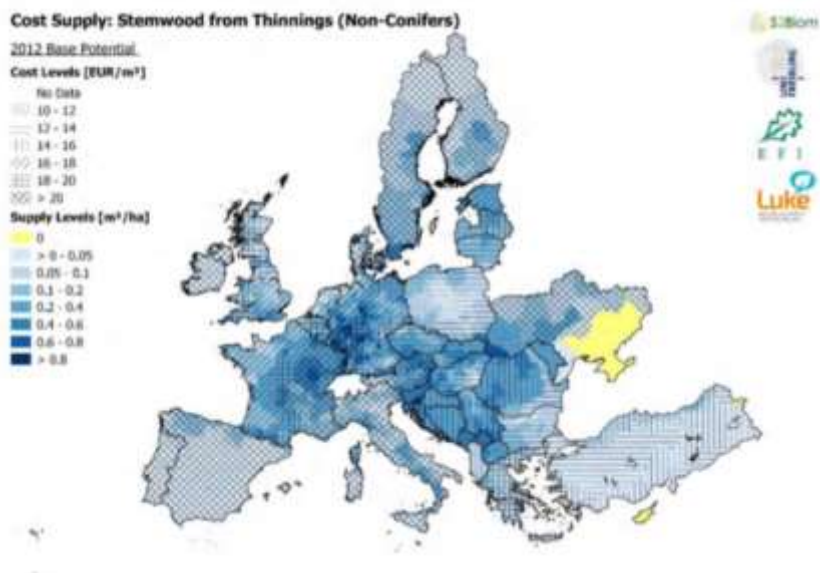 Cost Supply: Stemwood from Thinnings (Non-Conifers)
2012 Base Potential
Cost Levels [EUR/m³]
No Data
10 - 12
12 - 14
14 - 16
16 - 18
18 - 20
> 20
Supply Levels [m³/ha]
0
> 0 - 0.05
0.05 - 0.1
0.1 - 0.2
0.2 - 0.4
0.4 - 0.6
0.6 - 0.8
> 0.8
S2Biom
E F I
Luke